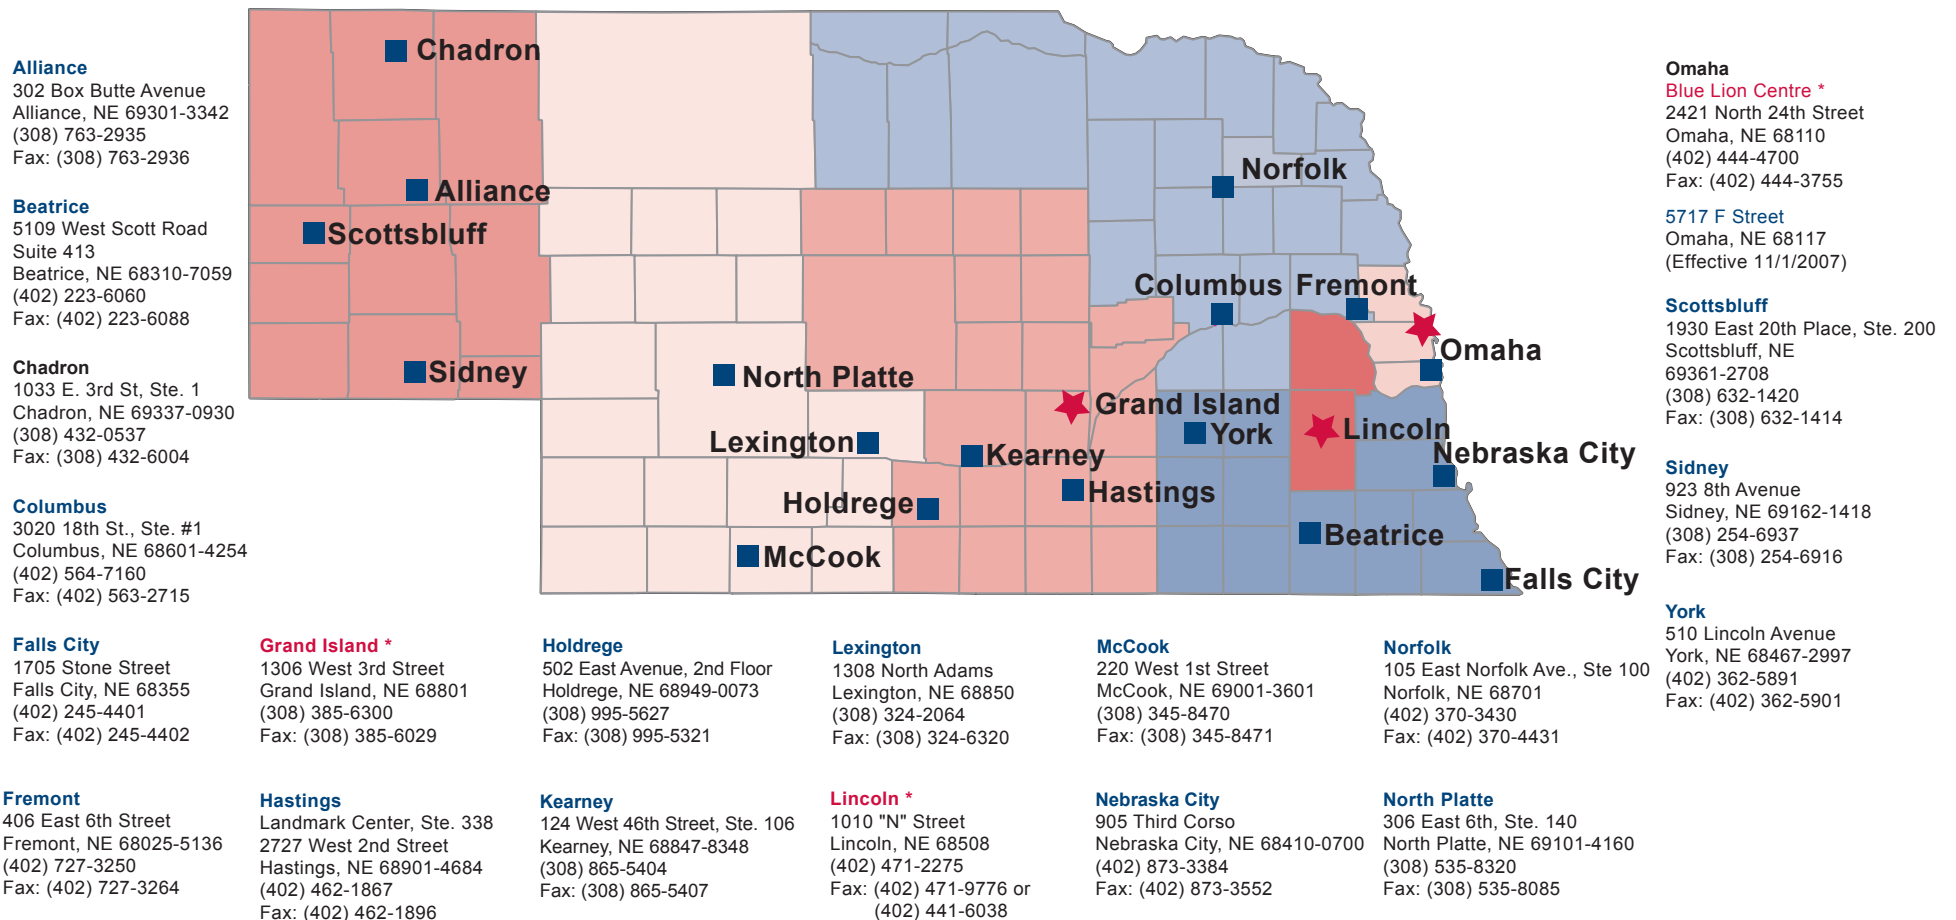 Chadron
Alliance
Scottsbluff
Sidney
North Platte
Lexington
Holdrege
McCook
Kearney
Hastings
Grand Island
Norfolk
Columbus
Fremont
Omaha
York
Lincoln
Nebraska City
Beatrice
Falls City
Alliance
302 Box Butte Avenue
Alliance, NE 69301-3342
(308) 763-2935
Fax: (308) 763-2936
Beatrice
5109 West Scott Road
Suite 413
Beatrice, NE 68310-7059
(402) 223-6060
Fax: (402) 223-6088
Chadron
1033 E. 3rd St, Ste. 1
Chadron, NE 69337-0930
(308) 432-0537
Fax: (308) 432-6004
Columbus
3020 18th St., Ste. #1
Columbus, NE 68601-4254
(402) 564-7160
Fax: (402) 563-2715
Falls City
1705 Stone Street
Falls City, NE 68355
(402) 245-4401
Fax: (402) 245-4402
Fremont
406 East 6th Street
Fremont, NE 68025-5136
(402) 727-3250
Fax: (402) 727-3264
Grand Island *
1306 West 3rd Street
Grand Island, NE 68801
(308) 385-6300
Fax: (308) 385-6029
Hastings
Landmark Center, Ste. 338
2727 West 2nd Street
Hastings, NE 68901-4684
(402) 462-1867
Fax: (402) 462-1896
Holdrege
502 East Avenue, 2nd Floor
Holdrege, NE 68949-0073
(308) 995-5627
Fax: (308) 995-5321
Kearney
124 West 46th Street, Ste. 106
Kearney, NE 68847-8348
(308) 865-5404
Fax: (308) 865-5407
Lexington
1308 North Adams
Lexington, NE 68850
(308) 324-2064
Fax: (308) 324-6320
Lincoln *
1010 "N" Street
Lincoln, NE 68508
(402) 471-2275
Fax: (402) 471-9776 or
(402) 441-6038
McCook
220 West 1st Street
McCook, NE 69001-3601
(308) 345-8470
Fax: (308) 345-8471
Nebraska City
905 Third Corso
Nebraska City, NE 68410-0700
(402) 873-3384
Fax: (402) 873-3552
Norfolk
105 East Norfolk Ave., Ste 100
Norfolk, NE 68701
(402) 370-3430
Fax: (402) 370-4431
North Platte
306 East 6th, Ste. 140
North Platte, NE 69101-4160
(308) 535-8320
Fax: (308) 535-8085
Omaha
Blue Lion Centre *
2421 North 24th Street
Omaha, NE 68110
(402) 444-4700
Fax: (402) 444-3755
5717 F Street
Omaha, NE 68117
(Effective 11/1/2007)
Scottsbluff
1930 East 20th Place, Ste. 200
Scottsbluff, NE
69361-2708
(308) 632-1420
Fax: (308) 632-1414
Sidney
923 8th Avenue
Sidney, NE 69162-1418
(308) 254-6937
Fax: (308) 254-6916
York
510 Lincoln Avenue
York, NE 68467-2997
(402) 362-5891
Fax: (402) 362-5901